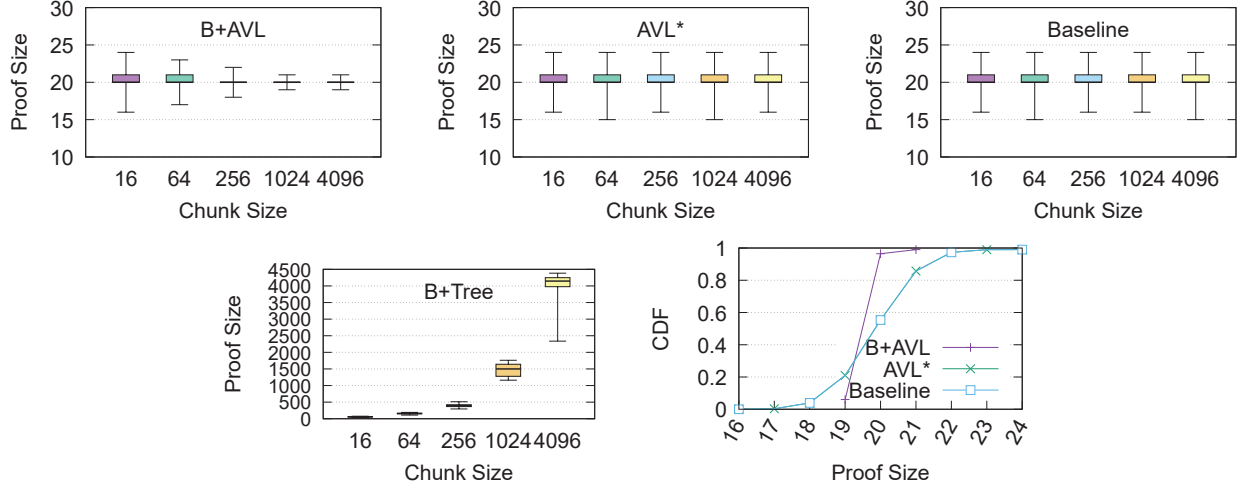 B+AVL
Proof Size
30
25
20
15
10
16 64 256 1024 4096
Chunk Size
AVL*
Proof Size
30
25
20
15
10
16 64 256 1024 4096
Chunk Size
Baseline
Proof Size
30
25
20
15
10
16 64 256 1024 4096
Chunk Size
B+Tree
Proof Size
4500
4000
3500
3000
2500
2000
1500
1000
500
0
16 64 256 1024 4096
Chunk Size
CDF
1
0.8
0.6
0.4
0.2
0
B+AVL
AVL*
Baseline
16 17 18 19 20 21 22 23 24
Proof Size